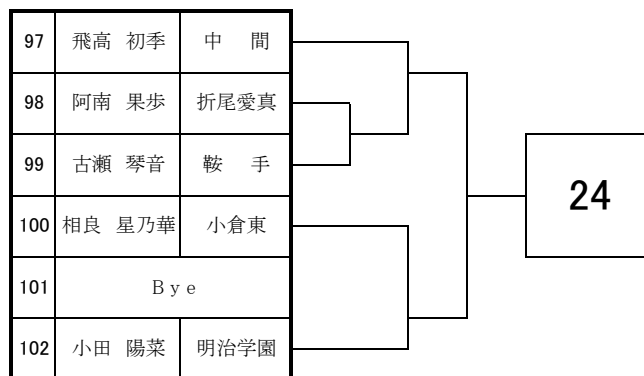 97 飛高 初季 中 間
98 阿南 果歩 折尾愛真
99 古瀬 琴音 鞍 手
100 相良 星乃華 小倉東
101 Bye
102 小田 陽菜 明治学園
24